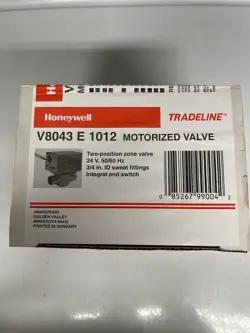 Honeywell
TRADELINE®
V8043 E 1012 MOTORIZED VALVE
Two-position zone valve
24 V, 50/60 Hz
3/4 in. ID sweat fittings
Integral end switch
0 85267 99004 2
GOLDEN VALLEY
MINNESOTA 55422
PRINTED IN HUNGARY